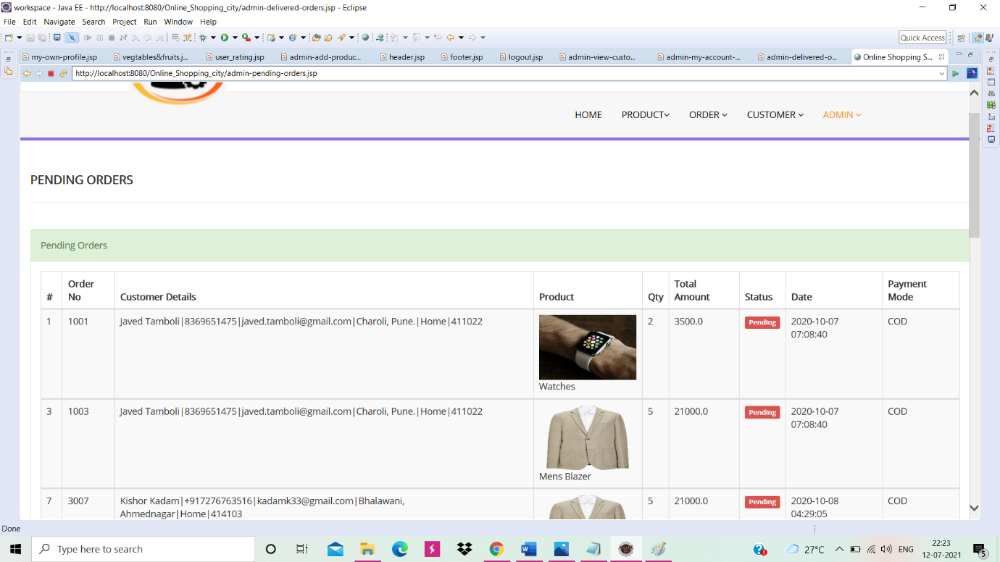 workspace - Java EE - http://localhost:8080/Online_Shopping_city/admin-delivered-orders.jsp - Eclipse
File Edit Navigate Search Project Run Window Help
Quick Access
my-own-profile.jsp vegtables&fruits.j... user_rating.jsp admin-add-produc... header.jsp footer.jsp logout.jsp admin-view-custo... admin-my-account-... admin-delivered-o... Online Shopping S...
http://localhost:8080/Online_Shopping_city/admin-pending-orders.jsp
HOME PRODUCT ORDER CUSTOMER ADMIN
PENDING ORDERS
Pending Orders
# Order No Customer Details Product Qty Total Amount Status Date Payment Mode
1 1001 Javed Tamboli|8369651475|javed.tamboli@gmail.com|Charoli, Pune.|Home|411022 2 3500.0 Pending 2020-10-07 COD
07:08:40
Watches
3 1003 Javed Tamboli|8369651475|javed.tamboli@gmail.com|Charoli, Pune.|Home|411022 5 21000.0 Pending 2020-10-07 COD
07:08:40
Mens Blazer
7 3007 Kishor Kadam|+917276763516|kadamk33@gmail.com|Bhalawani, 5 21000.0 Pending 2020-10-08 COD
Ahmednagar|Home|414103 04:29:05
Done
Type here to search 27°C ENG 22:23
12-07-2021 5